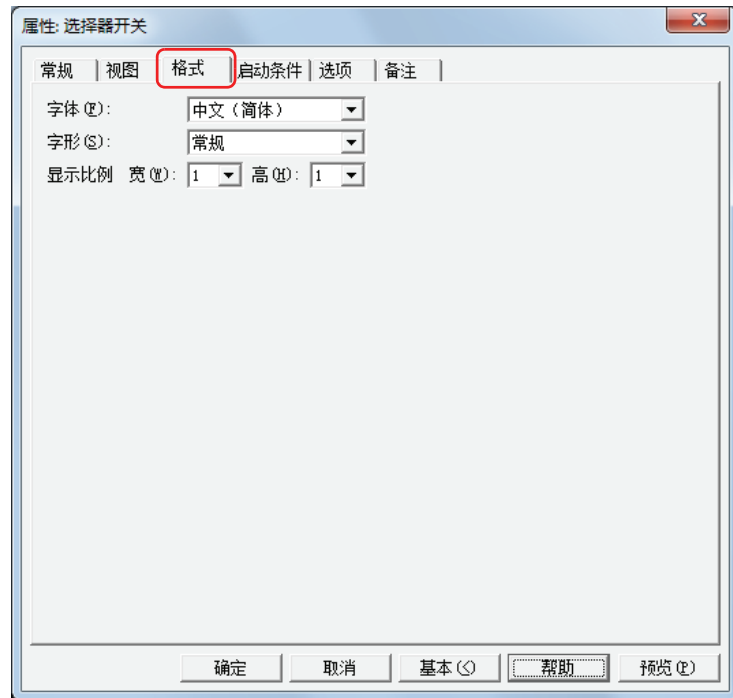 属性: 选择器开关
常规 视图 格式 启动条件 选项 备注
字体(F): 中文（简体）
字形(S): 常规
显示比例 宽(W): 1 高(H): 1
确定 取消 基本(<) 帮助 预览(P)